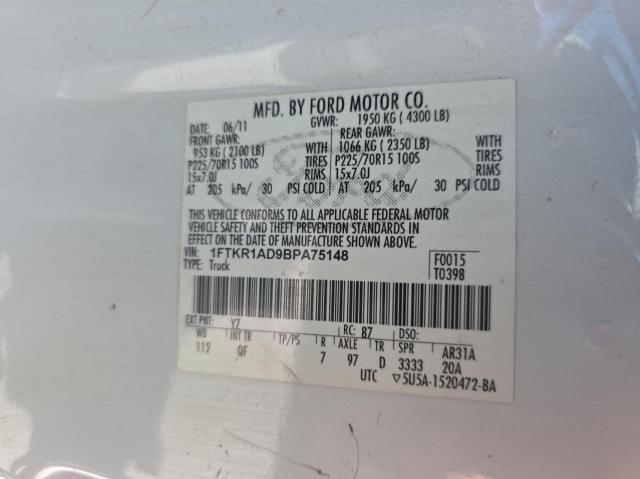 MFD. BY FORD MOTOR CO.
DATE: 06/11 GVWR: 1950 KG ( 4300 LB)
FRONT GAWR: REAR GAWR:
953 KG ( 2100 LB) 1066 KG ( 2350 LB)
P225/70R15 100S TIRES P225/70R15 100S TIRES
15x7.0J RIMS 15x7.0J RIMS
AT 205 kPa/ 30 PSI COLD AT 205 kPa/ 30 PSI COLD
THIS VEHICLE CONFORMS TO ALL APPLICABLE FEDERAL MOTOR
VEHICLE SAFETY AND THEFT PREVENTION STANDARDS IN
EFFECT ON THE DATE OF MANUFACTURE SHOWN ABOVE.
VIN: 1FTKR1AD9BPA75148 F0015
TYPE: Truck T0398
EXT PNT: YZ RC: 87 DSO:
WB INT TR TP/PS R AXLE TR SPR AR31A
112 QF 7 97 D 3333 20A
UTC ▽5U5A-1520472-BA